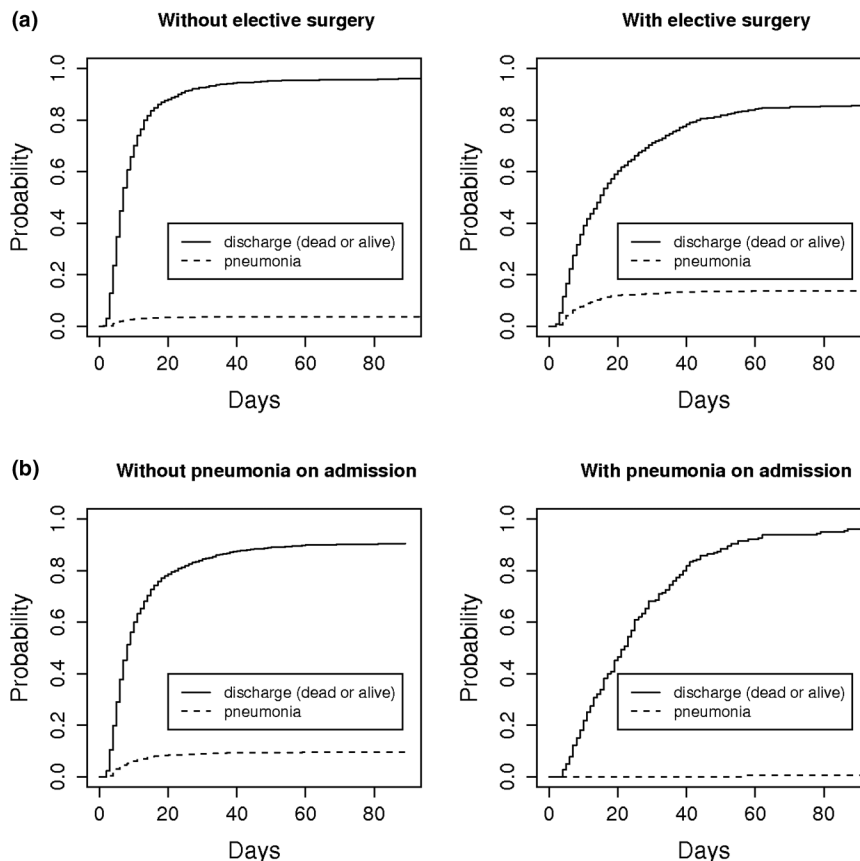 (a)
Without elective surgery
Probability
0.0 0.2 0.4 0.6 0.8 1.0
discharge (dead or alive)
pneumonia
0 20 40 60 80
Days
With elective surgery
Probability
0.0 0.2 0.4 0.6 0.8 1.0
discharge (dead or alive)
pneumonia
0 20 40 60 80
Days
(b)
Without pneumonia on admission
Probability
0.0 0.2 0.4 0.6 0.8 1.0
discharge (dead or alive)
pneumonia
0 20 40 60 80
Days
With pneumonia on admission
Probability
0.0 0.2 0.4 0.6 0.8 1.0
discharge (dead or alive)
pneumonia
0 20 40 60 80
Days